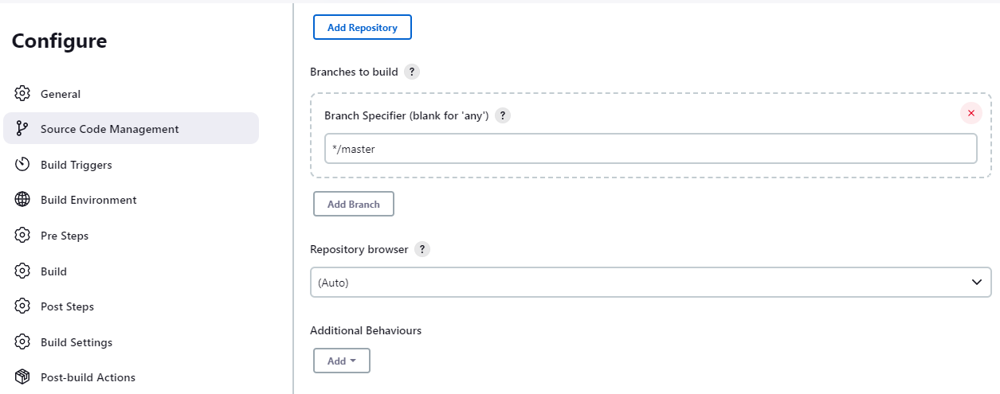 Configure
General
Source Code Management
Build Triggers
Build Environment
Pre Steps
Build
Post Steps
Build Settings
Post-build Actions
Add Repository
Branches to build ?
Branch Specifier (blank for 'any') ?
*/master
Add Branch
Repository browser ?
(Auto)
Additional Behaviours
Add